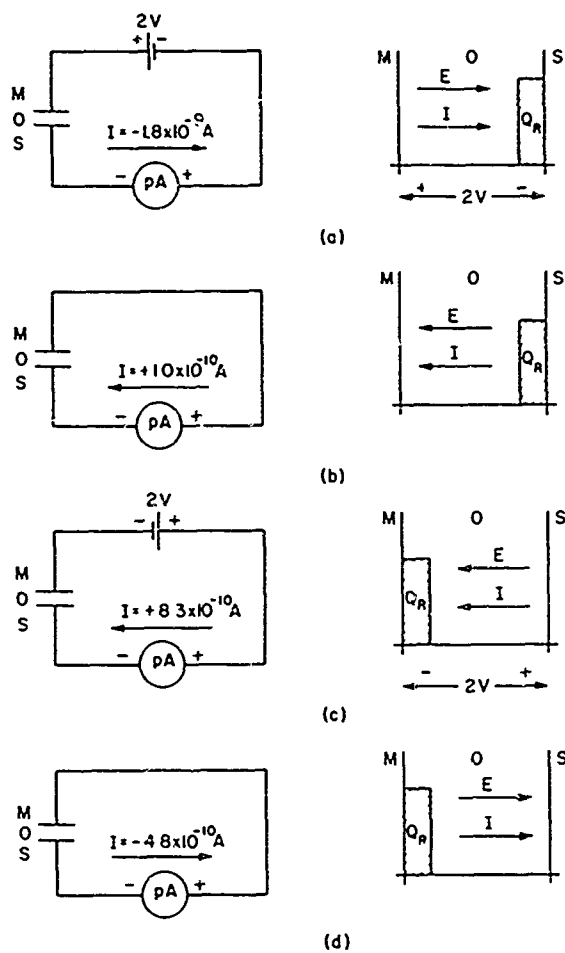 2V
+ -
M
O
S
I = -1.8x10⁻⁹A
- pA +
M O S
E
I
Q_R
+ 2V -
(a)
M
O
S
I = +1.0x10⁻¹⁰A
- pA +
M O S
E
I
Q_R
(b)
2V
- +
M
O
S
I = +8.3x10⁻¹⁰A
- pA +
M O S
E
I
Q_R
- 2V +
(c)
M
O
S
I = -4.8x10⁻¹⁰A
- pA +
M O S
E
I
Q_R
(d)